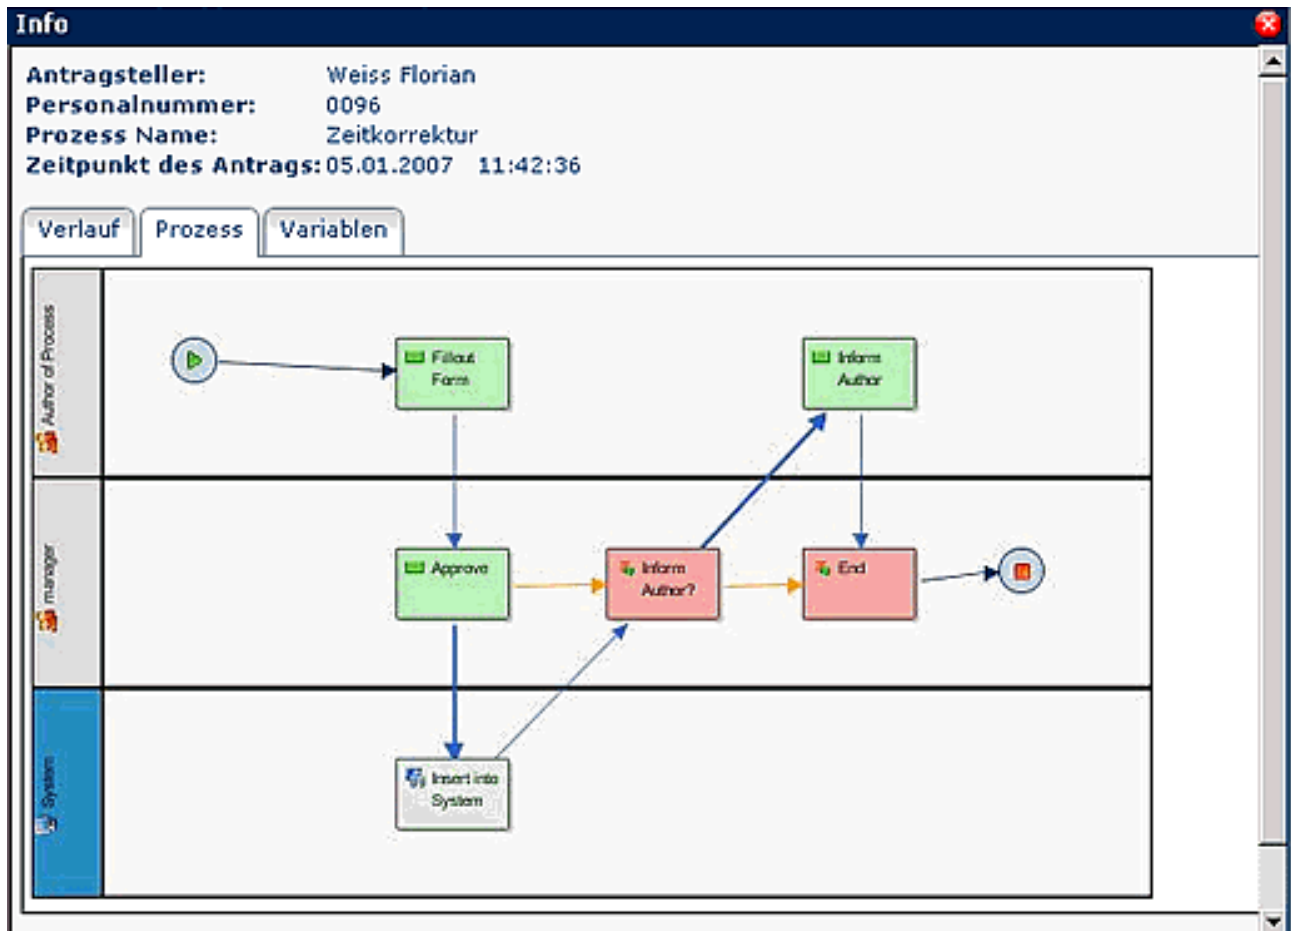 Info
Antragsteller: Weiss Florian
Personalnummer: 0096
Prozess Name: Zeitkorrektur
Zeitpunkt des Antrags: 05.01.2007 11:42:36
Verlauf Prozess Variablen
Author of Process
Fillout
Form
Inform
Author
manager
Approve
Inform
Author?
End
System
Insert into
System